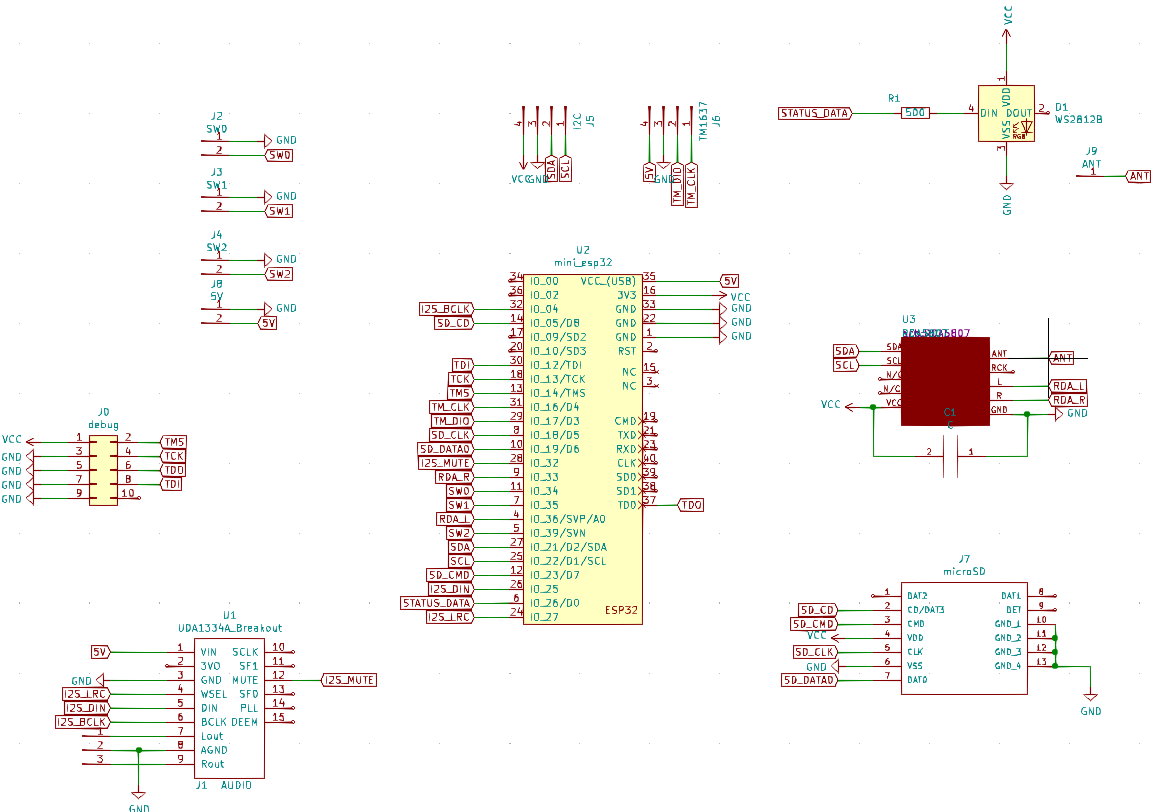 VCC
J2
SW0
1 GND
2 SW0
J3
SW1
1 GND
2 SW1
J4
SW2
1 GND
2 SW2
J8
5V
1 GND
2 5V
4 3 2 1
I2C
J5
VCC GND SDA SCL
4 3 2 1
TM1637
J6
5V GND TM_DIO TM_CLK
STATUS_DATA
R1
500
1
VDD
4 DIN DOUT 2
VSS
RGB
3
D1
WS2812B
GND
J9
ANT
1 ANT
U2
mini_esp32
34 IO_00 VCC_(USB) 35 5V
36 IO_02 3V3 16 VCC
I2S_BCLK 32 IO_04 GND 33 GND
SD_CD 14 IO_05/D8 GND 22 GND
17 IO_09/SD2 GND 1 GND
20 IO_10/SD3 RST 2
TDI 30 IO_12/TDI
NC 15
TCK 18 IO_13/TCK
NC 3
TMS 13 IO_14/TMS
TM_CLK 31 IO_16/D4
TM_DIO 29 IO_17/D3 CMD 19
SD_CLK 8 IO_18/D5 TXD 21
SD_DATA0 10 IO_19/D6 RXD 23
I2S_MUTE 28 IO_32 CLK 40
RDA_R 9 IO_33 SD0 39
SW0 11 IO_34 SD1 38
SW1 7 IO_35 TDO 37 TDO
RDA_L 4 IO_36/SVP/A0
SW2 5 IO_39/SVN
SDA 27 IO_21/D2/SDA
SCL 25 IO_22/D1/SCL
SD_CMD 12 IO_23/D7
I2S_DIN 26 IO_25
STATUS_DATA 6 IO_26/D0
I2S_LRC 24 IO_27
ESP32
U3
SDA SDA ANT ANT
SCL SCL RCK
N/C L RDA_L
N/C R RDA_R
VCC VCC GND GND
C1
2 1
J0
debug
VCC 1 2 TMS
GND 3 4 TCK
GND 5 6 TDO
GND 7 8 TDI
GND 9 10
J7
microSD
1 DAT2 DAT1 8
SD_CD 2 CD/DAT3 DET 9
SD_CMD 3 CMD GND_1 10
VCC 4 VDD GND_2 11
SD_CLK 5 CLK GND_3 12
GND 6 VSS GND_4 13
SD_DATA0 7 DAT0
GND
U1
UDA1334A_Breakout
5V 1 VIN SCLK 10
2 3VO SF1 11
GND 3 GND MUTE 12 I2S_MUTE
I2S_LRC 4 WSEL SF0 13
I2S_DIN 5 DIN PLL 14
I2S_BCLK 6 BCLK DEEM 15
1 7 Lout
2 8 AGND
3 9 Rout
J1 AUDIO
GND